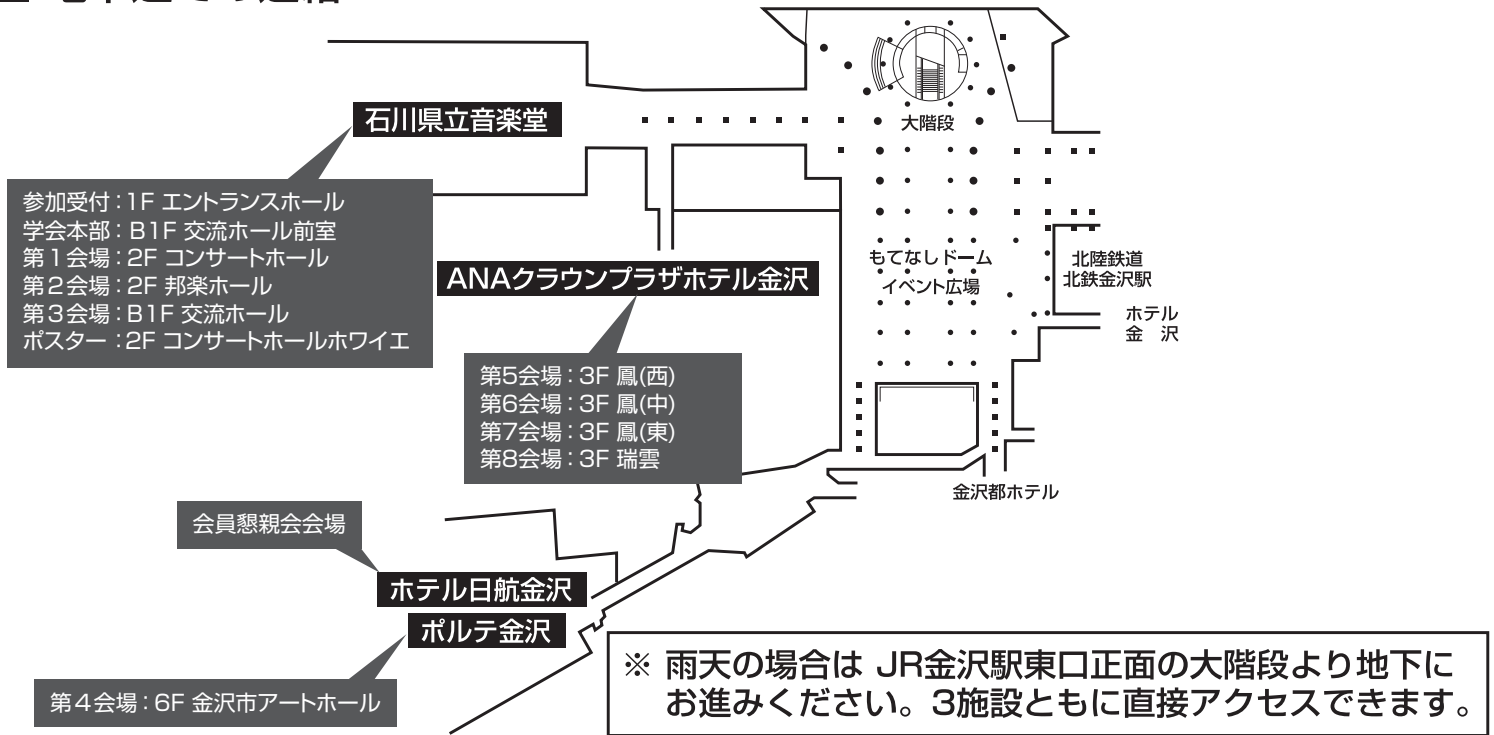 大階段
石川県立音楽堂
参加受付：1F エントランスホール
学会本部：B1F 交流ホール前室
第1会場：2F コンサートホール
第2会場：2F 邦楽ホール
第3会場：B1F 交流ホール
ポスター：2F コンサートホールホワイエ
ANAクラウンプラザホテル金沢
第5会場：3F 鳳(西)
第6会場：3F 鳳(中)
第7会場：3F 鳳(東)
第8会場：3F 瑞雲
もてなしドーム
イベント広場
北陸鉄道
北鉄金沢駅
ホテル
金　沢
金沢都ホテル
会員懇親会会場
ホテル日航金沢
ポルテ金沢
第4会場：6F 金沢市アートホール
※ 雨天の場合は JR金沢駅東口正面の大階段より地下に
お進みください。3施設ともに直接アクセスできます。